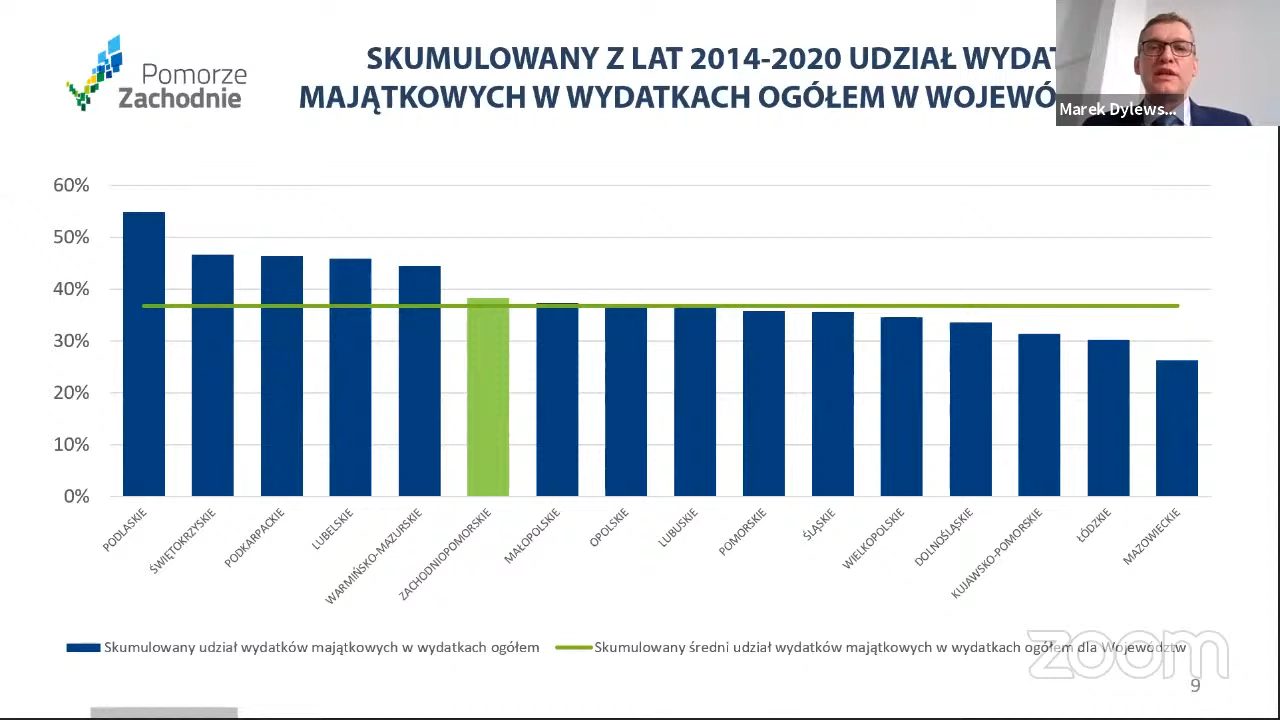 Pomorze
Zachodnie
SKUMULOWANY Z LAT 2014-2020 UDZIAŁ WYDAT
MAJĄTKOWYCH W WYDATKACH OGÓŁEM W WOJEWÓ
Marek Dylews...
60%
50%
40%
30%
20%
10%
0%
PODLASKIE
ŚWIĘTOKRZYSKIE
PODKARPACKIE
LUBELSKIE
WARMIŃSKO-MAZURSKIE
ZACHODNIOPOMORSKIE
MAŁOPOLSKIE
OPOLSKIE
LUBUSKIE
POMORSKIE
ŚLĄSKIE
WIELKOPOLSKIE
DOLNOŚLĄSKIE
KUJAWSKO-POMORSKIE
ŁÓDZKIE
MAZOWIECKIE
Skumulowany udział wydatków majątkowych w wydatkach ogółem
Skumulowany średni udział wydatków majątkowych w wydatkach ogółem dla Województw
zoom
9